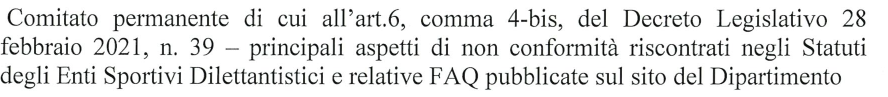 Comitato permanente di cui all’art.6, comma 4-bis, del Decreto Legislativo 28
febbraio 2021, n. 39 – principali aspetti di non conformità riscontrati negli Statuti
degli Enti Sportivi Dilettantistici e relative FAQ pubblicate sul sito del Dipartimento